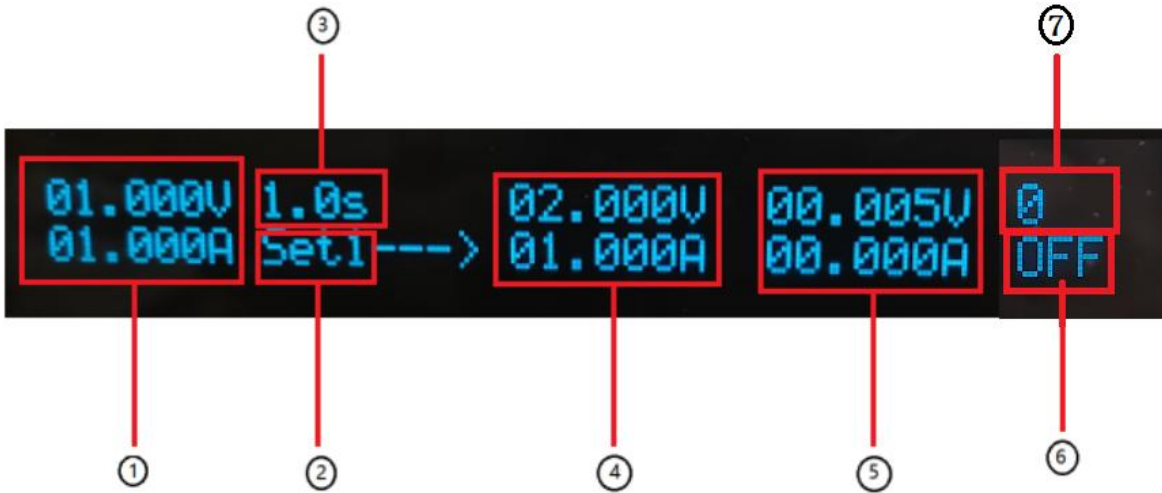 ③ ⑦
01.000V 1.0s 02.000V 00.005V 0
01.000A Set1---> 01.000A 00.000A OFF
① ② ④ ⑤ ⑥